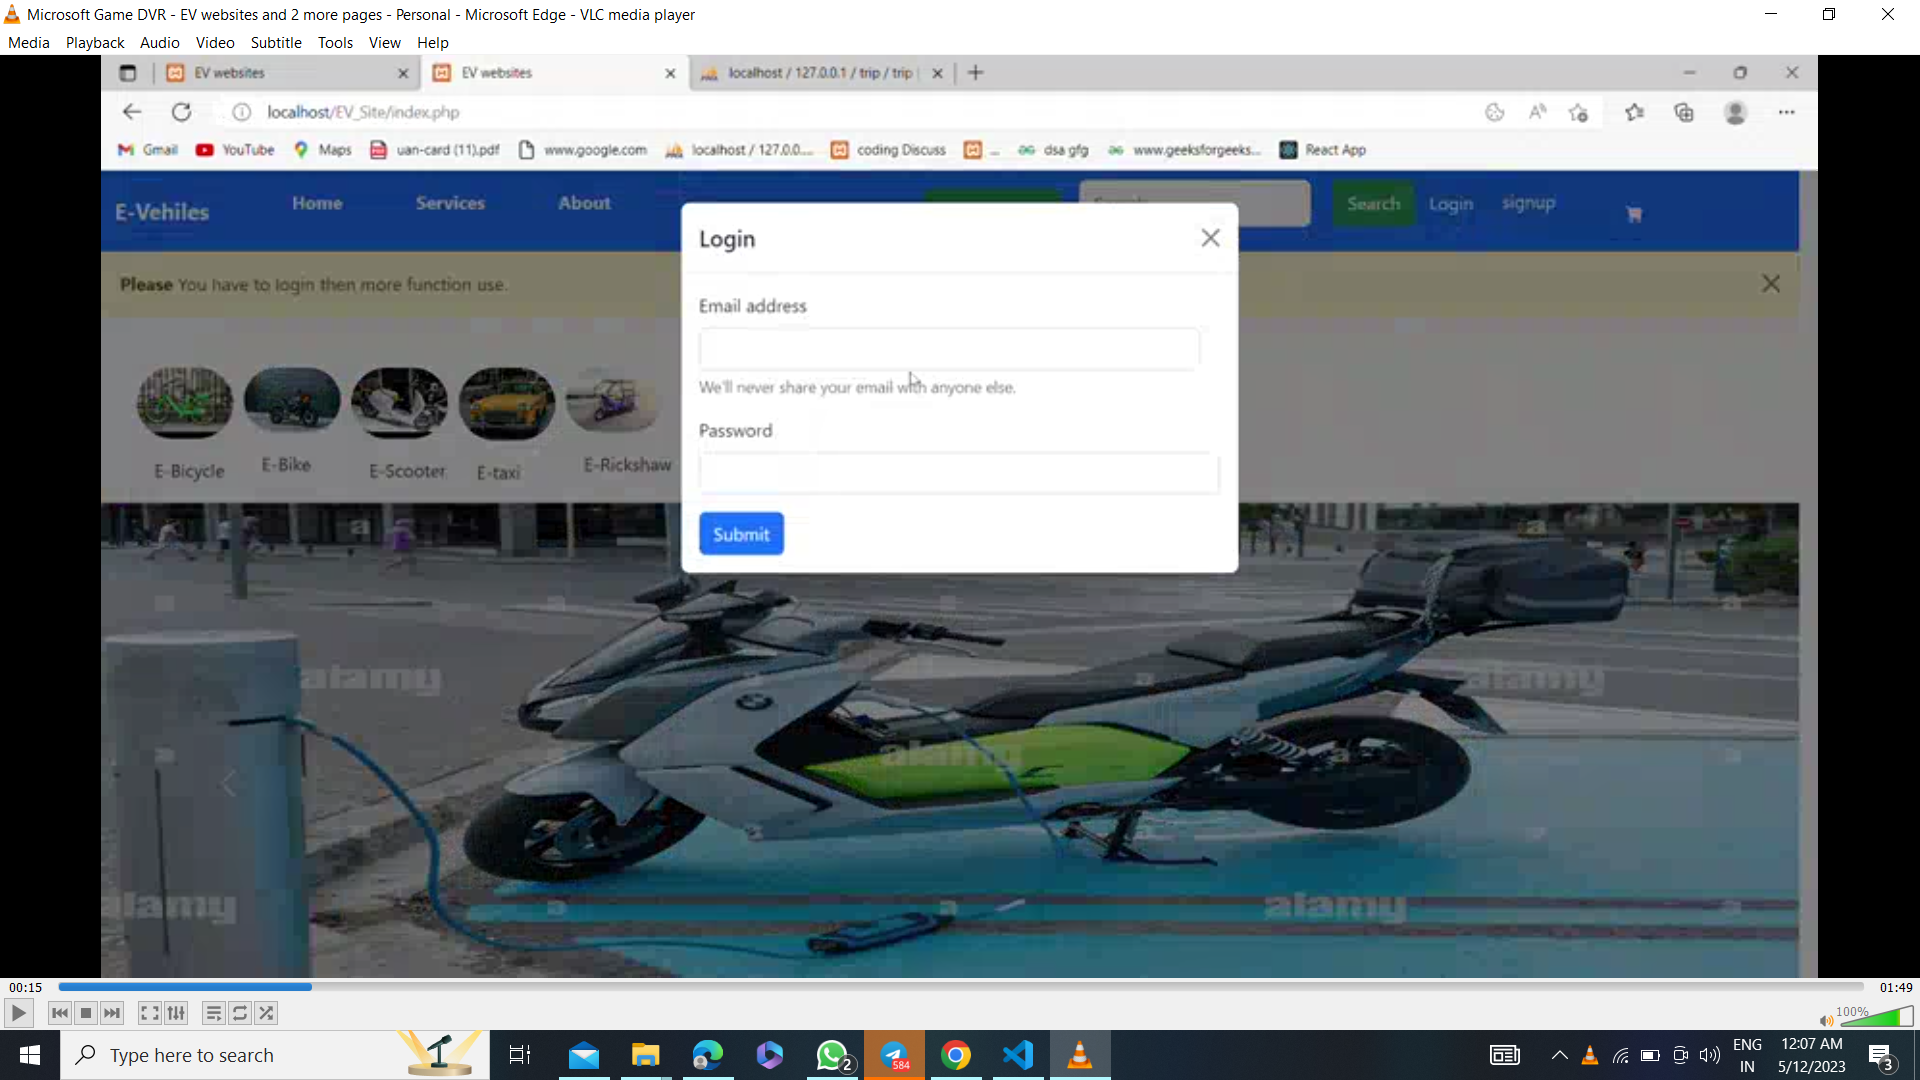 Microsoft Game DVR - EV websites and 2 more pages - Personal - Microsoft Edge - VLC media player
Media Playback Audio Video Subtitle Tools View Help
EV websites
EV websites
localhost / 127.0.0.1 / trip / trip
localhost/EV_Site/index.php
Gmail YouTube Maps uan-card (11).pdf www.google.com localhost / 127.0.0.... coding Discuss ... dsa gfg www.geeksforgeeks... React App
E-Vehiles Home Services About Search Login signup
Login
Please You have to login then more function use.
Email address
We'll never share your email with anyone else.
Password
Submit
E-Bicycle E-Bike E-Scooter E-taxi E-Rickshaw
alamy
alamy
alamy
alamy
alamy
00:15 01:49
100%
Type here to search
2
584
ENG
IN
12:07 AM
5/12/2023
3